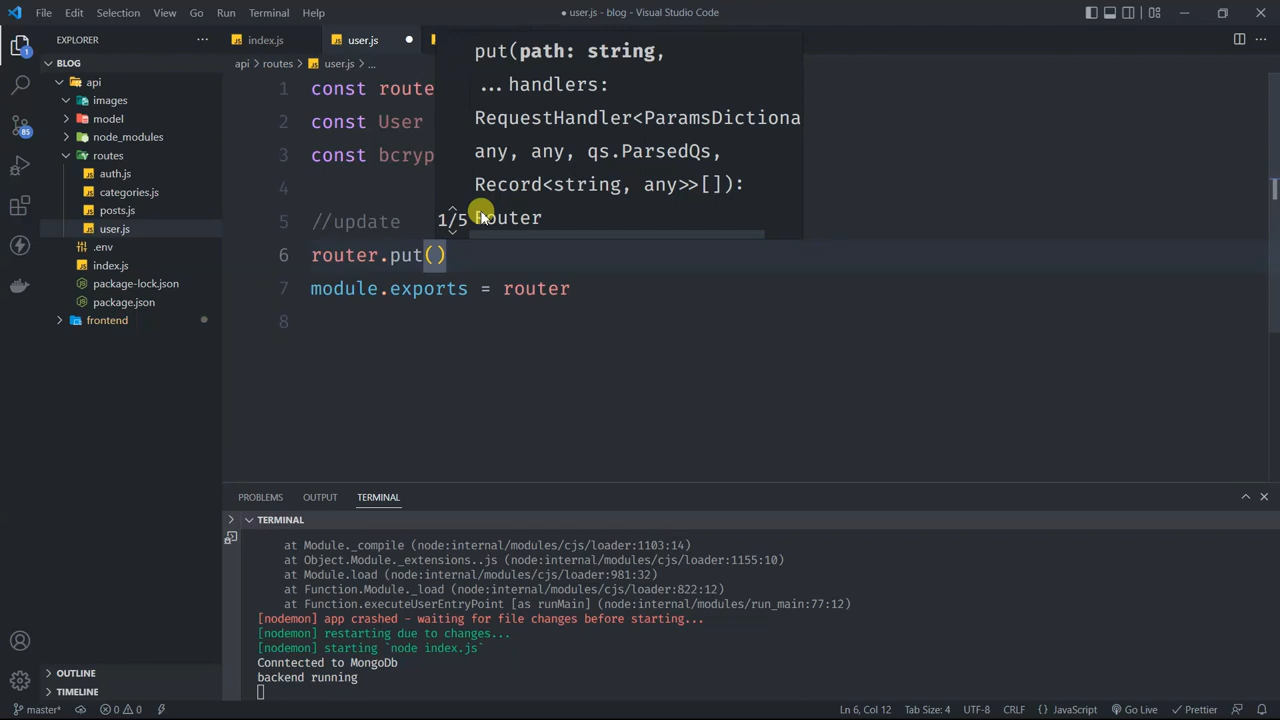 File Edit Selection View Go Run Terminal Help
● user.js - blog - Visual Studio Code
EXPLORER
BLOG
api
images
model
node_modules
routes
auth.js
categories.js
posts.js
user.js
.env
index.js
package-lock.json
package.json
frontend
OUTLINE
TIMELINE
1
85
index.js
user.js
api > routes > user.js > ...
1 const route
2 const User
3 const bcryp
4
5 //update
6 router.put()
7 module.exports = router
8
put(path: string,
...handlers:
RequestHandler<ParamsDictiona
any, any, qs.ParsedQs,
Record<string, any>>[]):
1/5 Router
PROBLEMS OUTPUT TERMINAL
TERMINAL
at Module._compile (node:internal/modules/cjs/loader:1103:14)
at Object.Module._extensions..js (node:internal/modules/cjs/loader:1155:10)
at Module.load (node:internal/modules/cjs/loader:981:32)
at Function.Module._load (node:internal/modules/cjs/loader:822:12)
at Function.executeUserEntryPoint [as runMain] (node:internal/modules/run_main:77:12)
[nodemon] app crashed - waiting for file changes before starting...
[nodemon] restarting due to changes...
[nodemon] starting `node index.js`
Conntected to MongoDb
backend running
master* 0 0 Ln 6, Col 12 Tab Size: 4 UTF-8 CRLF {} JavaScript Go Live Prettier